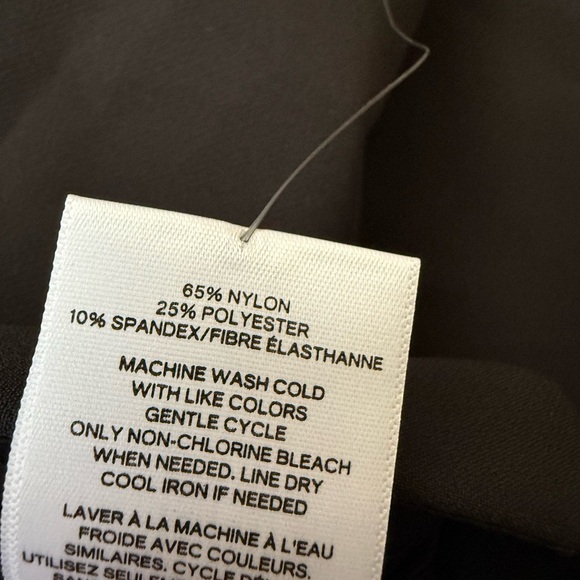 65% NYLON
25% POLYESTER
10% SPANDEX/FIBRE ÉLASTHANNE
MACHINE WASH COLD
WITH LIKE COLORS
GENTLE CYCLE
ONLY NON-CHLORINE BLEACH
WHEN NEEDED. LINE DRY
COOL IRON IF NEEDED
LAVER À LA MACHINE À L'EAU
FROIDE AVEC COULEURS.
SIMILAIRES. CYCLE
UTILISEZ